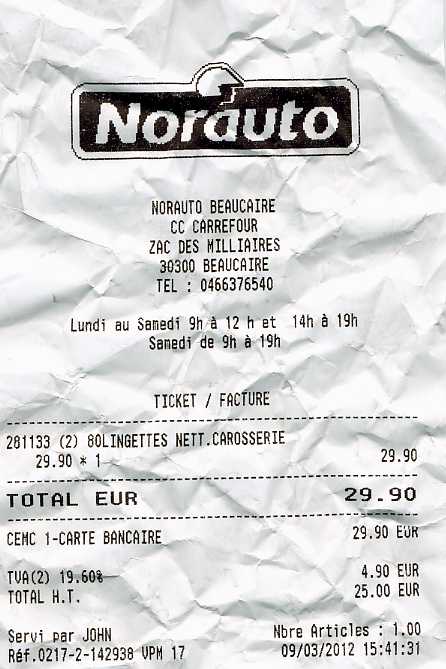 Norauto
NORAUTO BEAUCAIRE
CC CARREFOUR
ZAC DES MILLIAIRES
30300 BEAUCAIRE
TEL : 0466376540
Lundi au Samedi 9h à 12 h et 14h à 19h
Samedi de 9h à 19h
TICKET / FACTURE
281133 (2) 80LINGETTES NETT.CAROSSERIE
29.90 * 1 29.90
TOTAL EUR 29.90
CEMC 1-CARTE BANCAIRE 29.90 EUR
TVA(2) 19.60% 4.90 EUR
TOTAL H.T. 25.00 EUR
Servi par JOHN Nbre Articles : 1.00
Réf.0217-2-142938 VPM 17 09/03/2012 15:41:31